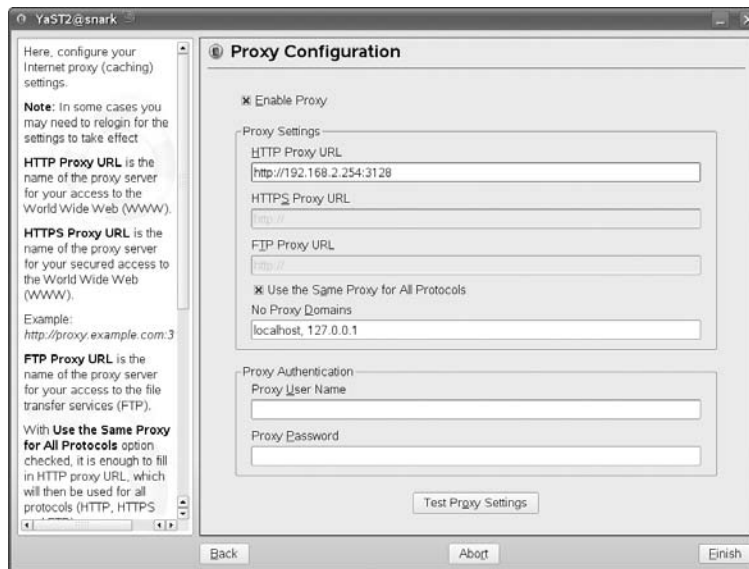 YaST2@snark
Here, configure your
Internet proxy (caching)
settings.
Note: In some cases you
may need to relogin for the
settings to take effect
HTTP Proxy URL is the
name of the proxy server
for your access to the
World Wide Web (WWW).
HTTPS Proxy URL is the
name of the proxy server
for your secured access to
the World Wide Web
(WWW).
Example:
http://proxy.example.com:3
FTP Proxy URL is the
name of the proxy server
for your access to the file
transfer services (FTP).
With Use the Same Proxy
for All Protocols option
checked, it is enough to fill
in HTTP proxy URL, which
will then be used for all
protocols (HTTP, HTTPS
Proxy Configuration
Enable Proxy
Proxy Settings
HTTP Proxy URL
http://192.168.2.254:3128
HTTPS Proxy URL
http://
FTP Proxy URL
http://
Use the Same Proxy for All Protocols
No Proxy Domains
localhost, 127.0.0.1
Proxy Authentication
Proxy User Name
Proxy Password
Test Proxy Settings
Back
Abort
Finish